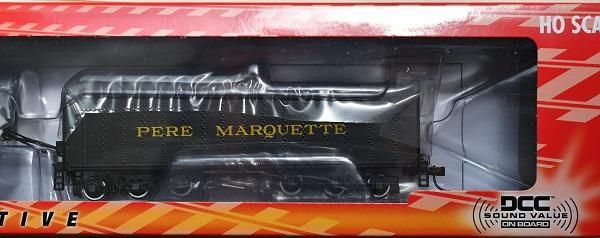 HO SCA
PERE MARQUETTE
TIVE
DCC
SOUND VALUE
ON BOARD